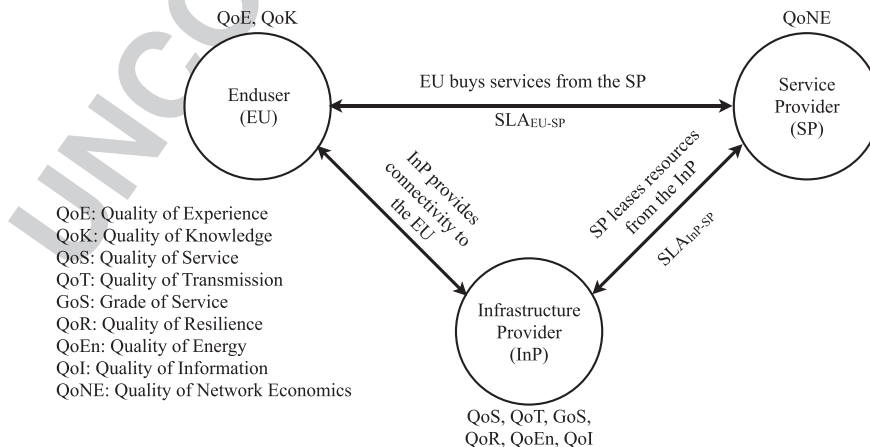 QoE, QoK
QoNE
Enduser
(EU)
EU buys services from the SP
SLAEU-SP
Service
Provider
(SP)
InP provides
connectivity to
the EU
SP leases resources
from the InP
SLAInP-SP
QoE: Quality of Experience
QoK: Quality of Knowledge
QoS: Quality of Service
QoT: Quality of Transmission
GoS: Grade of Service
QoR: Quality of Resilience
QoEn: Quality of Energy
QoI: Quality of Information
QoNE: Quality of Network Economics
Infrastructure
Provider
(InP)
QoS, QoT, GoS,
QoR, QoEn, QoI
UNCO